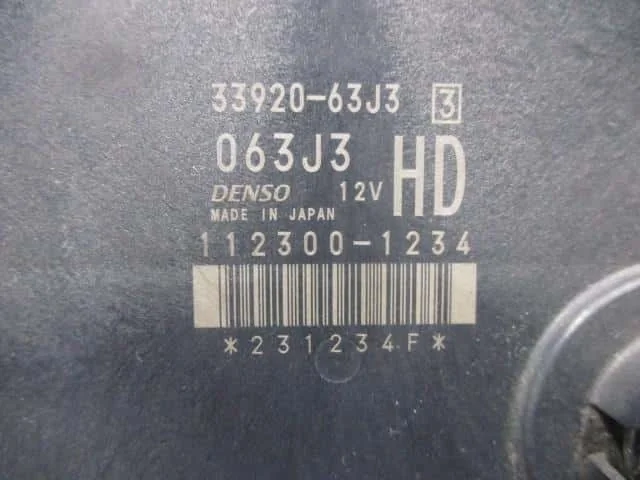 33920-63J3 3
063J3 HD
DENSO 12V
MADE IN JAPAN
112300-1234
*231234F*